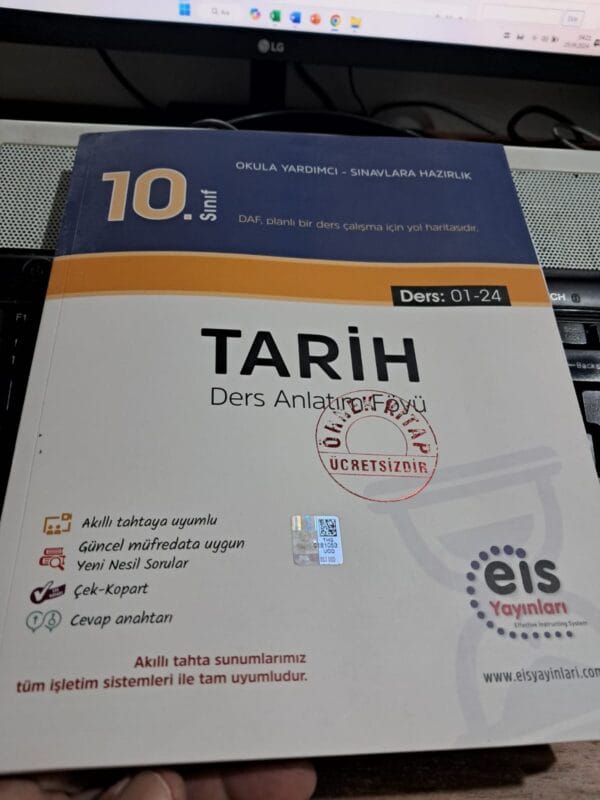 Ara
LG
10.
Sınıf
OKULA YARDIMCI - SINAVLARA HAZIRLIK
DAF, planlı bir ders çalışma için yol haritasıdır.
Ders: 01-24
TARİH
Ders Anlatım Föyü
ÖRNEK KİTAP
ÜCRETSİZDİR
Akıllı tahtaya uyumlu
Güncel müfredata uygun
Yeni Nesil Sorular
Çek-Kopart
Cevap anahtarı
Akıllı tahta sunumlarımız
tüm işletim sistemleri ile tam uyumludur.
eis
Yayınları
Effective Instructing System
www.eisyayinlari.com
F1